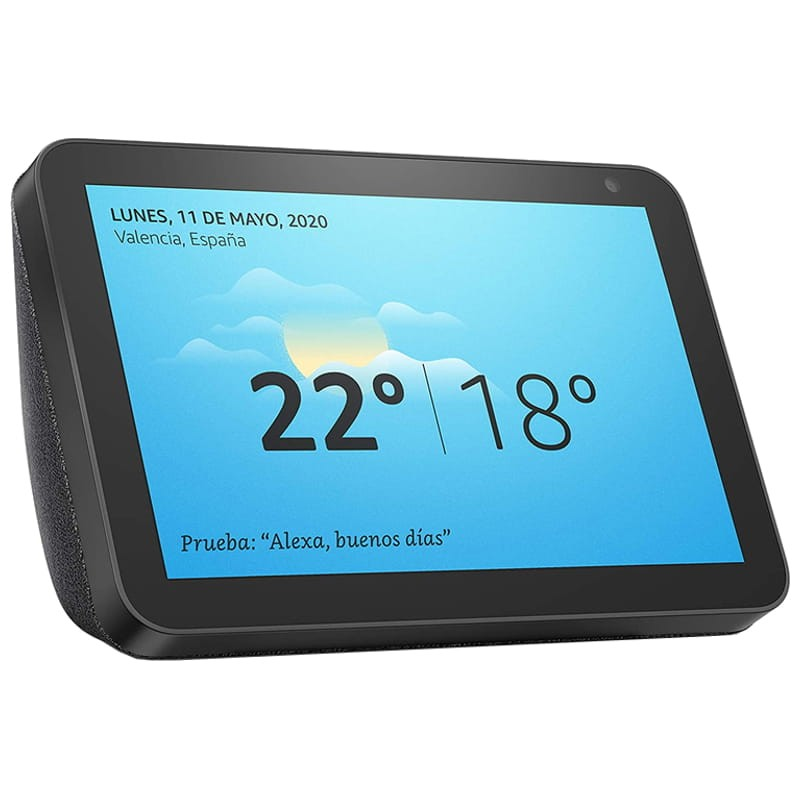 LUNES, 11 DE MAYO, 2020
Valencia, España
22° 18°
Prueba: “Alexa, buenos días”